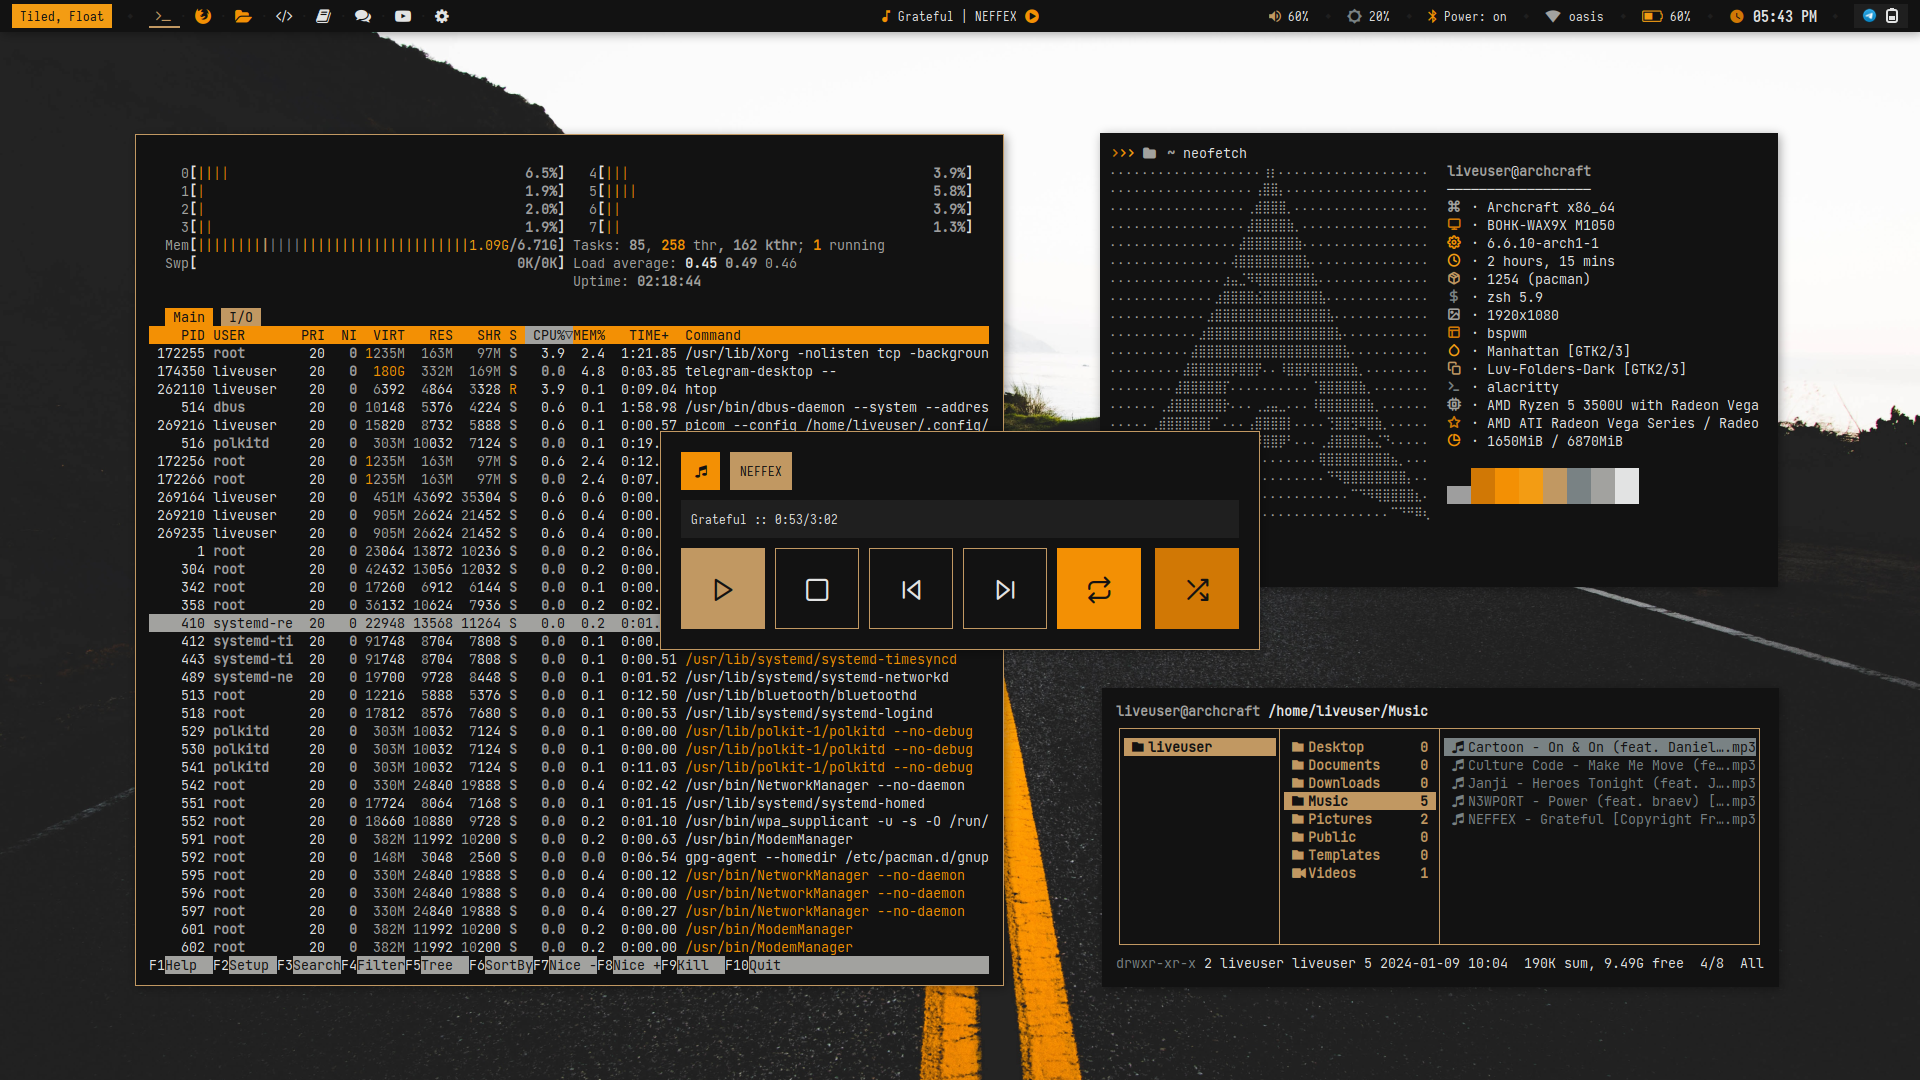 Tiled, Float
Grateful | NEFFEX
60%
20%
Power: on
oasis
60%
05:43 PM
0[|||| 6.5%]
1[| 1.9%]
2[| 2.0%]
3[|| 1.9%]
4[||| 3.9%]
5[|||| 5.8%]
6[|| 3.9%]
7[|| 1.3%]
Mem[||||||||||||||||||||||||||||||||||1.09G/6.71G]
Swp[ 0K/0K]
Tasks: 85, 258 thr, 162 kthr; 1 running
Load average: 0.45 0.49 0.46
Uptime: 02:18:44
Main I/O
PID USER PRI NI VIRT RES SHR S CPU%▽MEM% TIME+ Command
172255 root 20 0 1235M 163M 97M S 3.9 2.4 1:21.85 /usr/lib/Xorg -nolisten tcp -backgroun
174350 liveuser 20 0 180G 332M 169M S 0.0 4.8 0:03.85 telegram-desktop --
262110 liveuser 20 0 6392 4864 3328 R 3.9 0.1 0:09.04 htop
514 dbus 20 0 10148 5376 4224 S 0.6 0.1 1:58.98 /usr/bin/dbus-daemon --system --addres
269216 liveuser 20 0 15820 8732 5888 S 0.6 0.1 0:00.57 picom --config /home/liveuser/.config/
516 polkitd 20 0 303M 10032 7124 S 0.0 0.1 0:19.
172256 root 20 0 1235M 163M 97M S 0.6 2.4 0:12.
172266 root 20 0 1235M 163M 97M S 0.0 2.4 0:07.
269164 liveuser 20 0 451M 43692 35304 S 0.6 0.6 0:00.
269210 liveuser 20 0 905M 26624 21452 S 0.6 0.4 0:00.
269235 liveuser 20 0 905M 26624 21452 S 0.6 0.4 0:00.
1 root 20 0 23064 13872 10236 S 0.0 0.2 0:06.
304 root 20 0 42432 13056 12032 S 0.0 0.2 0:00.
342 root 20 0 17260 6912 6144 S 0.0 0.1 0:00.
358 root 20 0 36132 10624 7936 S 0.0 0.2 0:02.
410 systemd-re 20 0 22948 13568 11264 S 0.0 0.2 0:01.
412 systemd-ti 20 0 91748 8704 7808 S 0.0 0.1 0:00.
443 systemd-ti 20 0 91748 8704 7808 S 0.0 0.1 0:00.51 /usr/lib/systemd/systemd-timesyncd
489 systemd-ne 20 0 19700 9728 8448 S 0.0 0.1 0:01.52 /usr/lib/systemd/systemd-networkd
513 root 20 0 12216 5888 5376 S 0.0 0.1 0:12.50 /usr/lib/bluetooth/bluetoothd
518 root 20 0 17812 8576 7680 S 0.0 0.1 0:00.53 /usr/lib/systemd/systemd-logind
529 polkitd 20 0 303M 10032 7124 S 0.0 0.1 0:00.00 /usr/lib/polkit-1/polkitd --no-debug
530 polkitd 20 0 303M 10032 7124 S 0.0 0.1 0:00.00 /usr/lib/polkit-1/polkitd --no-debug
541 polkitd 20 0 303M 10032 7124 S 0.0 0.1 0:11.03 /usr/lib/polkit-1/polkitd --no-debug
542 root 20 0 330M 24840 19888 S 0.0 0.4 0:02.42 /usr/bin/NetworkManager --no-daemon
551 root 20 0 17724 8064 7168 S 0.0 0.1 0:01.15 /usr/lib/systemd/systemd-homed
552 root 20 0 18660 10880 9728 S 0.0 0.2 0:01.10 /usr/bin/wpa_supplicant -u -s -O /run/
591 root 20 0 382M 11992 10200 S 0.0 0.2 0:00.63 /usr/bin/ModemManager
592 root 20 0 148M 3048 2560 S 0.0 0.0 0:06.54 gpg-agent --homedir /etc/pacman.d/gnup
595 root 20 0 330M 24840 19888 S 0.0 0.4 0:00.12 /usr/bin/NetworkManager --no-daemon
596 root 20 0 330M 24840 19888 S 0.0 0.4 0:00.00 /usr/bin/NetworkManager --no-daemon
597 root 20 0 330M 24840 19888 S 0.0 0.4 0:00.27 /usr/bin/NetworkManager --no-daemon
601 root 20 0 382M 11992 10200 S 0.0 0.2 0:00.00 /usr/bin/ModemManager
602 root 20 0 382M 11992 10200 S 0.0 0.2 0:00.00 /usr/bin/ModemManager
F1Help F2Setup F3SearchF4FilterF5Tree F6SortByF7Nice -F8Nice +F9Kill F10Quit
NEFFEX
Grateful :: 0:53/3:02
~ neofetch
liveuser@archcraft
· Archcraft x86_64
· BOHK-WAX9X M1050
· 6.6.10-arch1-1
· 2 hours, 15 mins
· 1254 (pacman)
· zsh 5.9
· 1920x1080
· bspwm
· Manhattan [GTK2/3]
· Luv-Folders-Dark [GTK2/3]
· alacritty
· AMD Ryzen 5 3500U with Radeon Vega
· AMD ATI Radeon Vega Series / Radeo
· 1650MiB / 6870MiB
liveuser@archcraft /home/liveuser/Music
liveuser
Desktop 0
Documents 0
Downloads 0
Music 5
Pictures 2
Public 0
Templates 0
Videos 1
Cartoon - On & On (feat. Daniel….mp3
Culture Code - Make Me Move (fe….mp3
Janji - Heroes Tonight (feat. J….mp3
N3WPORT - Power (feat. braev) [….mp3
NEFFEX - Grateful [Copyright Fr….mp3
drwxr-xr-x 2 liveuser liveuser 5 2024-01-09 10:04 190K sum, 9.49G free 4/8 All